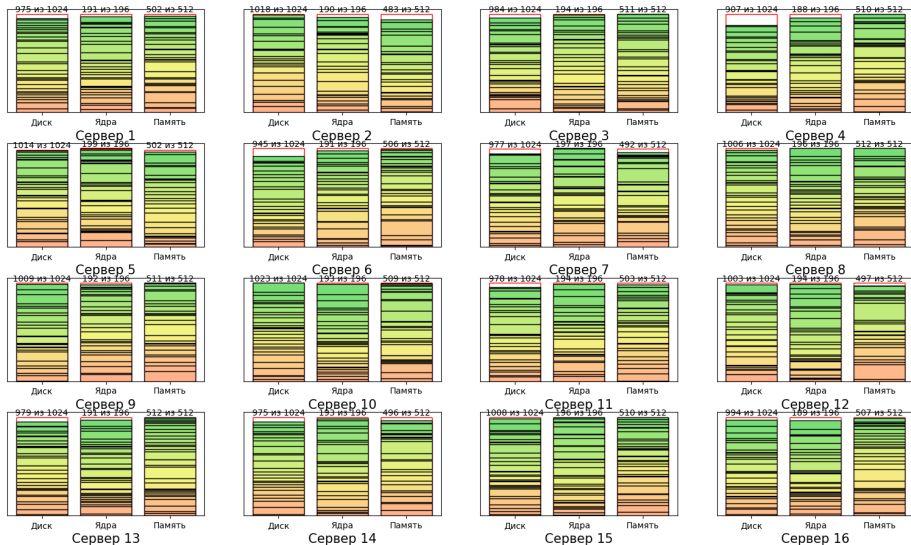 975 из 1024 191 из 196 502 из 512
Диск Ядра Память
Сервер 1
1018 из 1024 190 из 196 483 из 512
Диск Ядра Память
Сервер 2
984 из 1024 194 из 196 511 из 512
Диск Ядра Память
Сервер 3
907 из 1024 188 из 196 510 из 512
Диск Ядра Память
Сервер 4
1014 из 1024 199 из 196 502 из 512
Диск Ядра Память
Сервер 5
945 из 1024 191 из 196 506 из 512
Диск Ядра Память
Сервер 6
977 из 1024 197 из 196 492 из 512
Диск Ядра Память
Сервер 7
1006 из 1024 196 из 196 512 из 512
Диск Ядра Память
Сервер 8
1009 из 1024 192 из 196 511 из 512
Диск Ядра Память
Сервер 9
1023 из 1024 193 из 196 509 из 512
Диск Ядра Память
Сервер 10
970 из 1024 194 из 196 503 из 512
Диск Ядра Память
Сервер 11
1003 из 1024 194 из 196 497 из 512
Диск Ядра Память
Сервер 12
979 из 1024 191 из 196 512 из 512
Диск Ядра Память
Сервер 13
975 из 1024 193 из 196 496 из 512
Диск Ядра Память
Сервер 14
1008 из 1024 196 из 196 510 из 512
Диск Ядра Память
Сервер 15
994 из 1024 189 из 196 507 из 512
Диск Ядра Память
Сервер 16